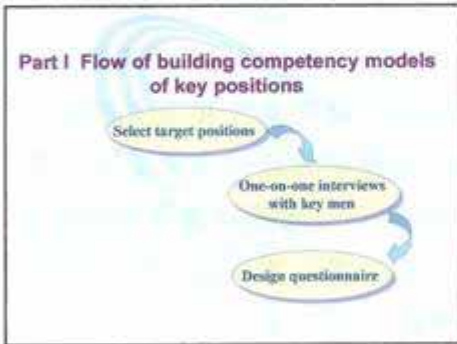 Part I Flow of building competency models
of key positions
Select target positions
One-on-one interviews
with key men
Design questionnaire